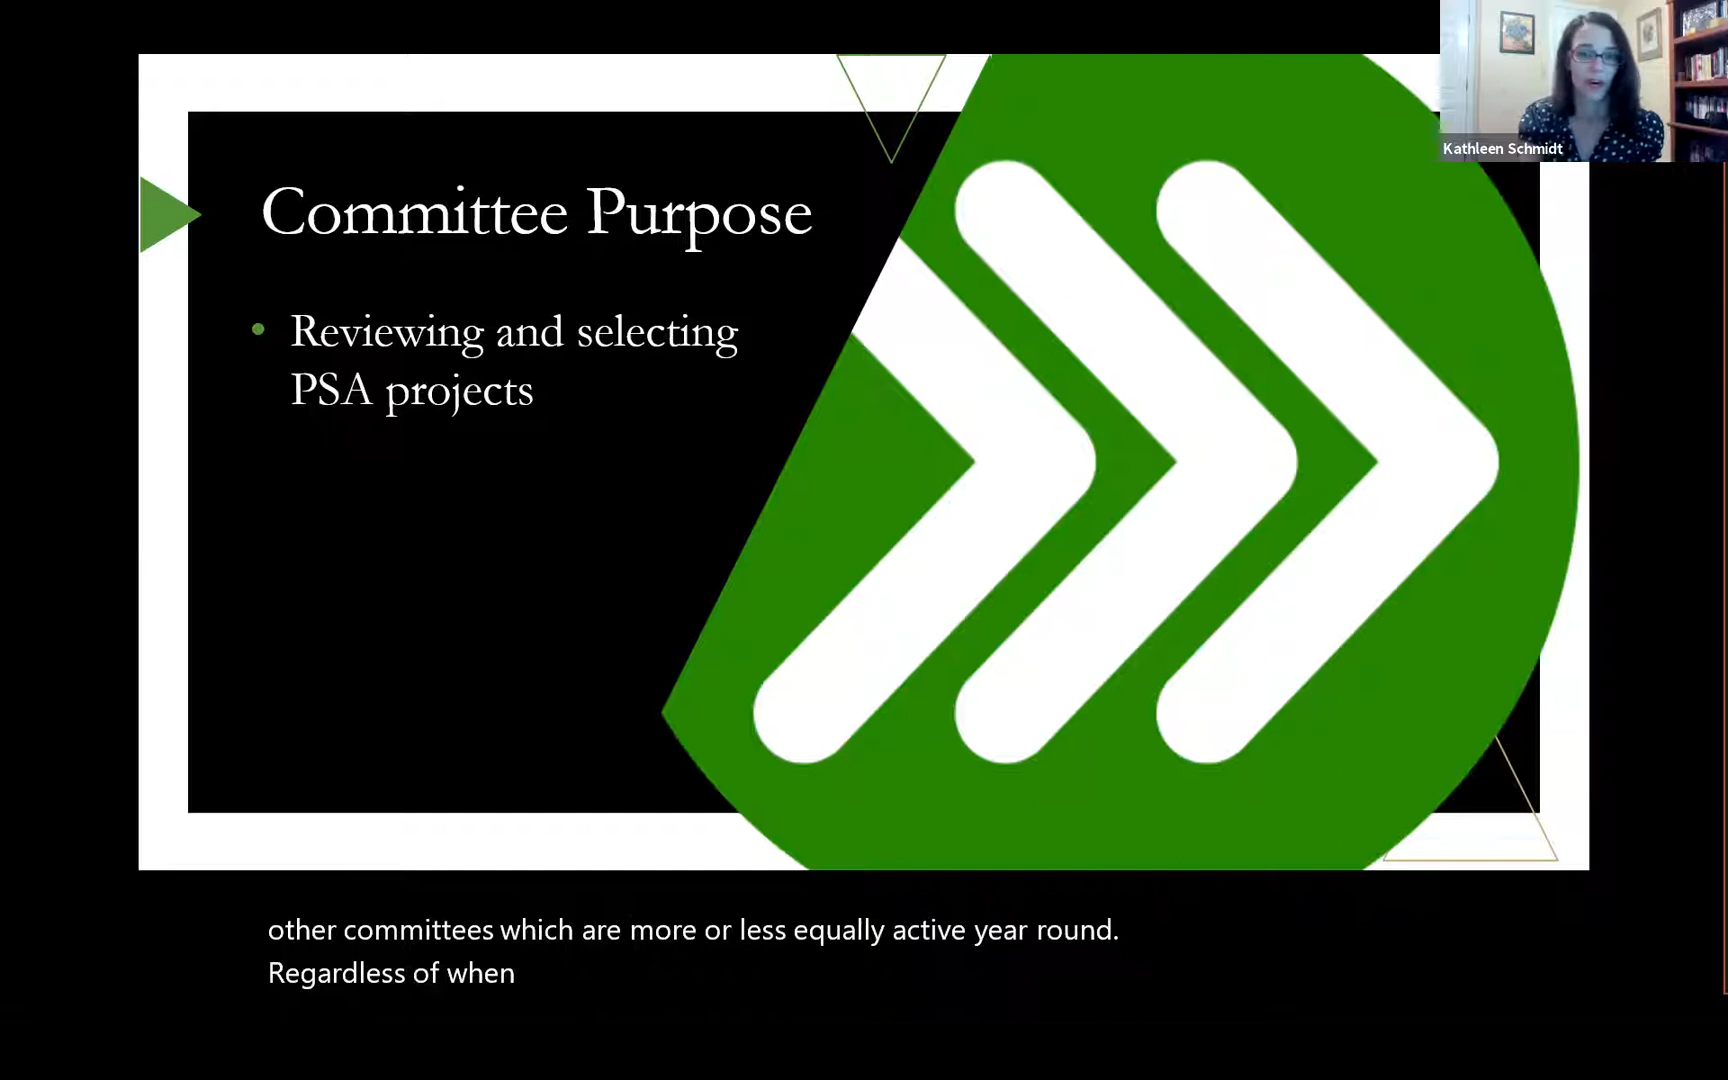 Kathleen Schmidt
Committee Purpose
Reviewing and selecting
PSA projects
other committees which are more or less equally active year round.
Regardless of when